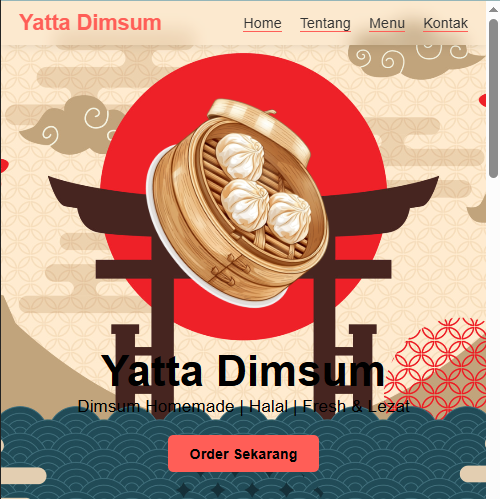 Yatta Dimsum
Home Tentang Menu Kontak
Yatta Dimsum
Dimsum Homemade | Halal | Fresh & Lezat
Order Sekarang